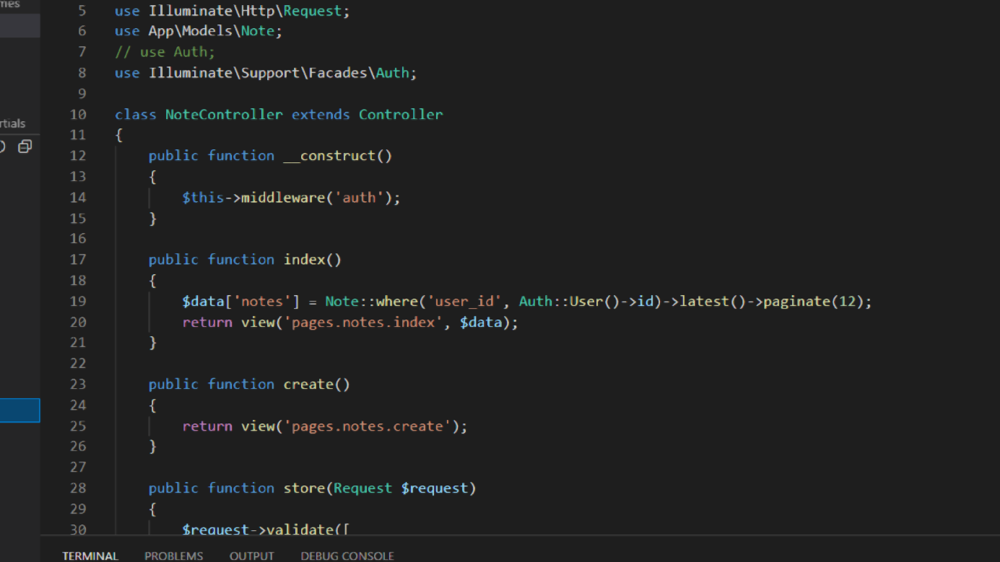 mes
rtials
5 use Illuminate\Http\Request;
6 use App\Models\Note;
7 // use Auth;
8 use Illuminate\Support\Facades\Auth;
9
10 class NoteController extends Controller
11 {
12 public function __construct()
13 {
14 $this->middleware('auth');
15 }
16
17 public function index()
18 {
19 $data['notes'] = Note::where('user_id', Auth::User()->id)->latest()->paginate(12);
20 return view('pages.notes.index', $data);
21 }
22
23 public function create()
24 {
25 return view('pages.notes.create');
26 }
27
28 public function store(Request $request)
29 {
30 $request->validate([
TERMINAL PROBLEMS OUTPUT DEBUG CONSOLE